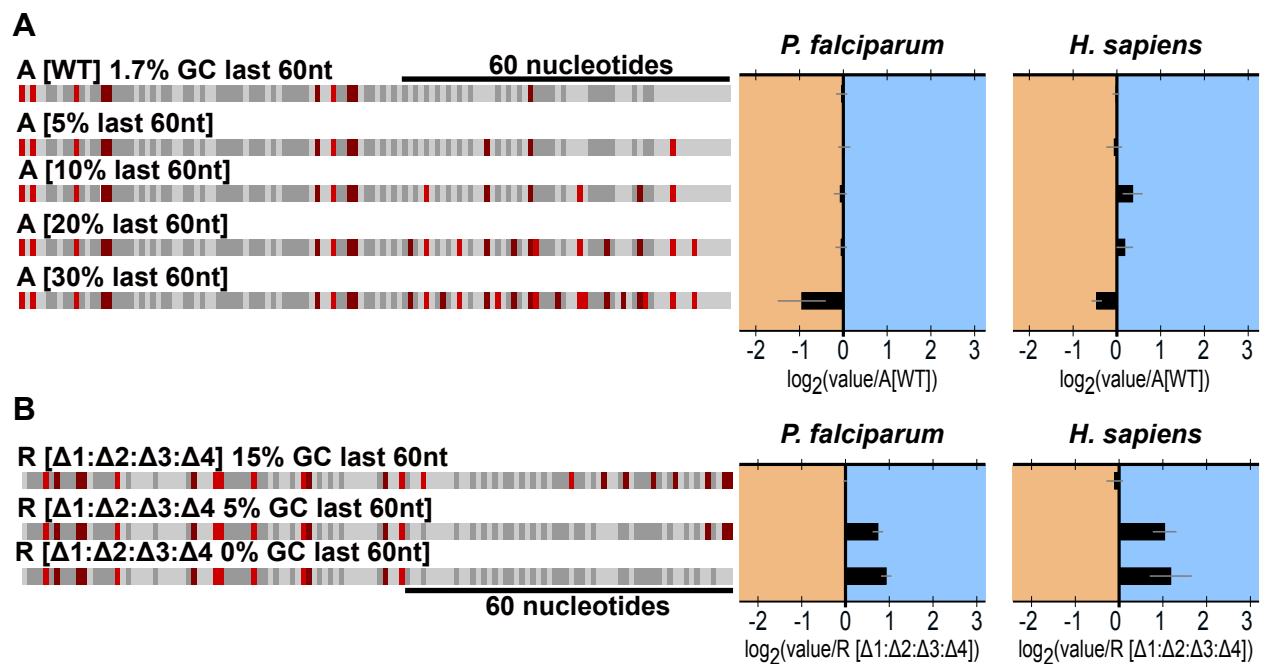 A
P. falciparum
H. sapiens
A [WT] 1.7% GC last 60nt
60 nucleotides
A [5% last 60nt]
A [10% last 60nt]
A [20% last 60nt]
A [30% last 60nt]
-2 -1 0 1 2 3
-2 -1 0 1 2 3
log2(value/A[WT])
log2(value/A[WT])
B
P. falciparum
H. sapiens
R [Δ1:Δ2:Δ3:Δ4] 15% GC last 60nt
R [Δ1:Δ2:Δ3:Δ4 5% GC last 60nt]
R [Δ1:Δ2:Δ3:Δ4 0% GC last 60nt]
60 nucleotides
-2 -1 0 1 2 3
-2 -1 0 1 2 3
log2(value/R [Δ1:Δ2:Δ3:Δ4])
log2(value/R [Δ1:Δ2:Δ3:Δ4])